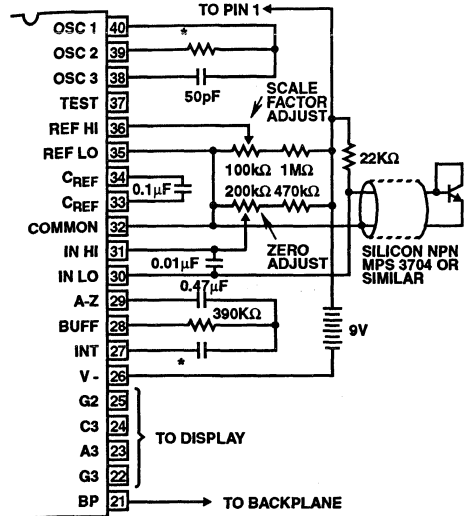 TO PIN 1
OSC 1 40 *
OSC 2 39
OSC 3 38
50pF
TEST 37
SCALE
FACTOR
ADJUST
REF HI 36
REF LO 35
22KΩ
100kΩ 1MΩ
CREF 34
0.1µF
200kΩ 470kΩ
CREF 33
COMMON 32
IN HI 31
ZERO
ADJUST
SILICON NPN
MPS 3704 OR
SIMILAR
0.01µF
IN LO 30
0.47µF
A-Z 29
390KΩ
BUFF 28
9V
INT 27
*
V - 26
G2 25
C3 24
TO DISPLAY
A3 23
G3 22
BP 21
TO BACKPLANE